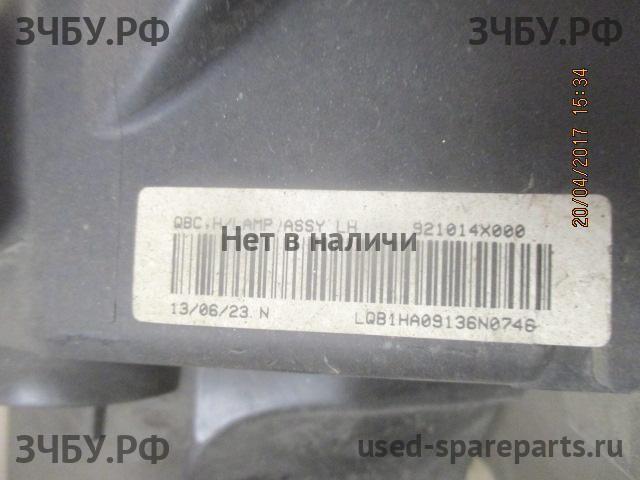 ЗЧБУ.РФ
ЗЧБУ.РФ
20/04/2017 15:34
QBC,H/LAMP/ASSY LH 921014X000
Нет в наличии
13/06/23 N LQB1HA09136N0746
ЗЧБУ.РФ
used-spareparts.ru